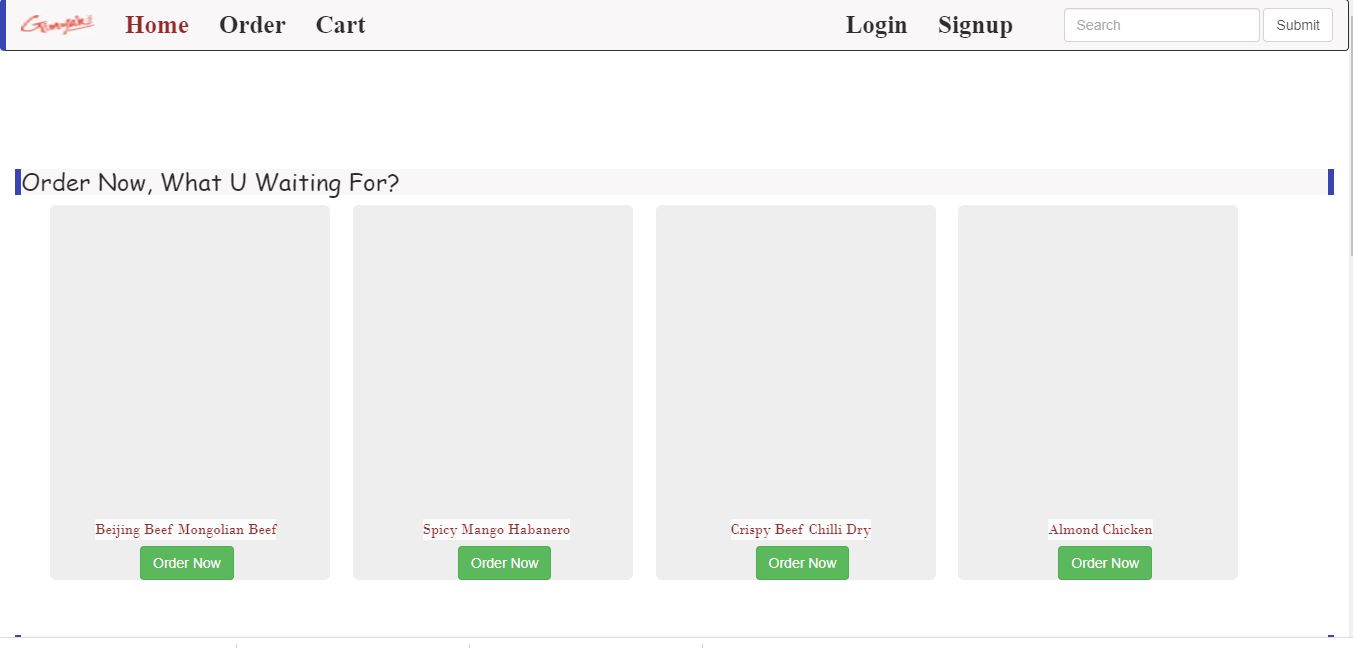 Home Order Cart Login Signup Search Submit
Order Now, What U Waiting For?
Beijing Beef Mongolian Beef
Order Now
Spicy Mango Habanero
Order Now
Crispy Beef Chilli Dry
Order Now
Almond Chicken
Order Now